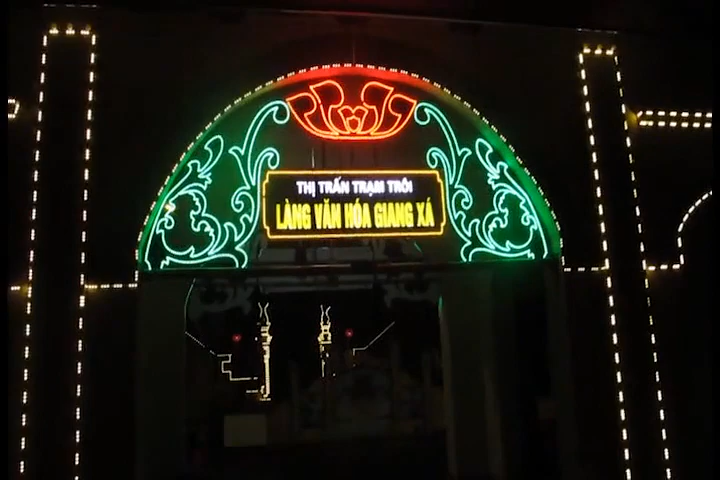 THỊ TRẤN TRẠM TRÔI
LÀNG VĂN HÓA GIANG XÁ